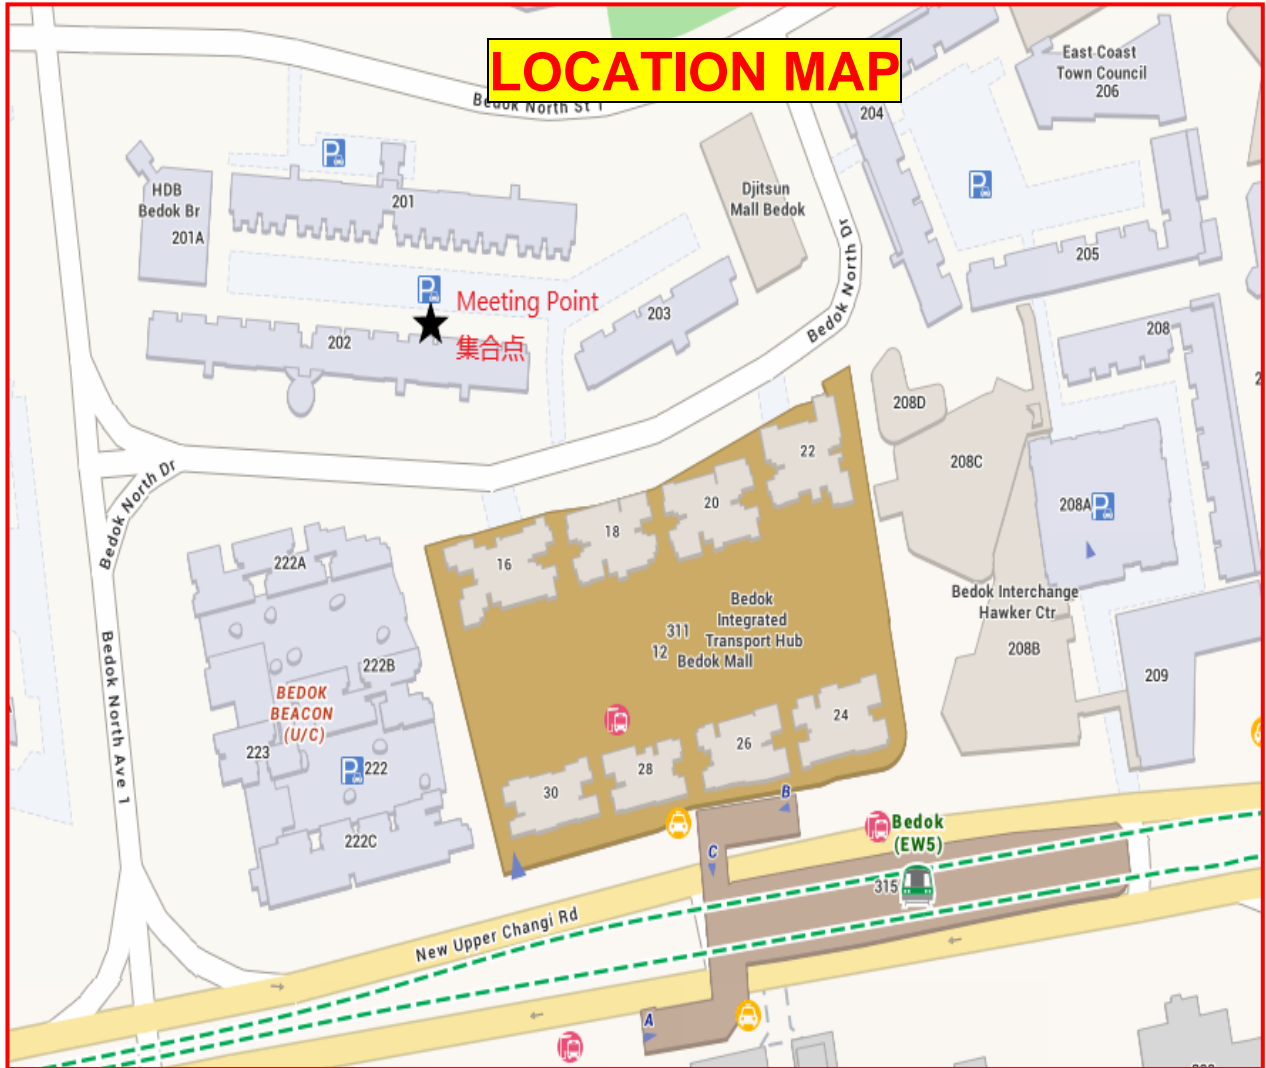 LOCATION MAP
East Coast
Town Council
206
Bedok North St 1
204
HDB
Bedok Br
201A
201
Djitsun
Mall Bedok
205
Bedok North Dr
Meeting Point
集合点
202
203
208
208D
208C
22
20
18
16
208A
Bedok North Dr
222A
Bedok
Integrated
Transport Hub
311
12
Bedok Mall
Bedok Interchange
Hawker Ctr
208B
209
222B
BEDOK
BEACON
(U/C)
223
222
222C
Bedok North Ave 1
24
26
28
30
B
C
Bedok
(EW5)
315
New Upper Changi Rd
A